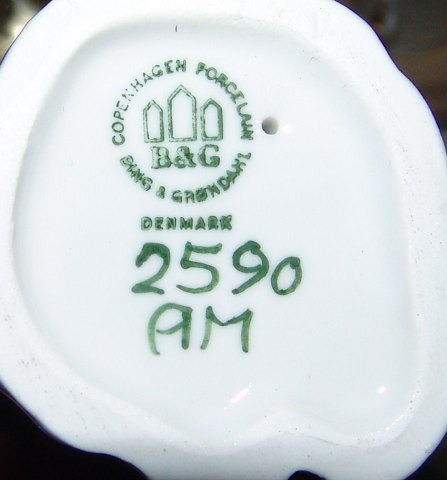 COPENHAGEN PORCELAIN
B&G
BING & GRØNDAHL
DENMARK
2590
AM